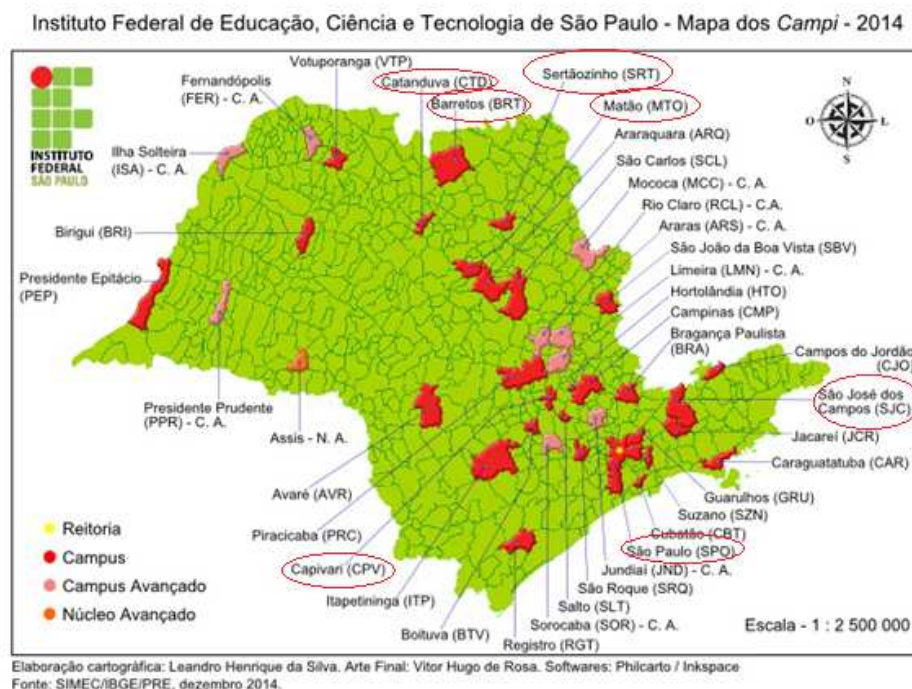 Instituto Federal de Educação, Ciência e Tecnologia de São Paulo - Mapa dos Campi - 2014
INSTITUTO
FEDERAL
SÃO PAULO
Votuporanga (VTP)
Fernandópolis
(FER) - C. A.
Catanduva (CTD)
Barretos (BRT)
Sertãozinho (SRT)
Matão (MTO)
Araraquara (ARQ)
São Carlos (SCL)
Mococa (MCC) - C. A.
Rio Claro (RCL) - C.A.
Araras (ARS) - C. A.
São João da Boa Vista (SBV)
Limeira (LMN) - C. A.
Hortolândia (HTO)
Campinas (CMP)
Bragança Paulista
(BRA)
Campos do Jordão
(CJO)
São José dos
Campos (SJC)
Jacareí (JCR)
Caraguatatuba (CAR)
Guarulhos (GRU)
Suzano (SZN)
Cubatão (CBT)
São Paulo (SPO)
Jundiaí (JND) - C. A.
São Roque (SRQ)
Salto (SLT)
Sorocaba (SOR) - C. A.
Registro (RGT)
Boituva (BTV)
Itapetininga (ITP)
Capivari (CPV)
Piracicaba (PRC)
Avaré (AVR)
Assis - N. A.
Presidente Prudente
(PPR) - C. A.
Presidente Epitácio
(PEP)
Birigui (BRI)
Ilha Solteira
(ISA) - C. A.
N
O
L
S
Reitoria
Campus
Campus Avançado
Núcleo Avançado
Escala - 1 : 2 500 000
Elaboração cartográfica: Leandro Henrique da Silva. Arte Final: Vitor Hugo de Rosa. Softwares: Philcarto / Inkspace
Fonte: SIMEC/IBGE/PRE, dezembro 2014.